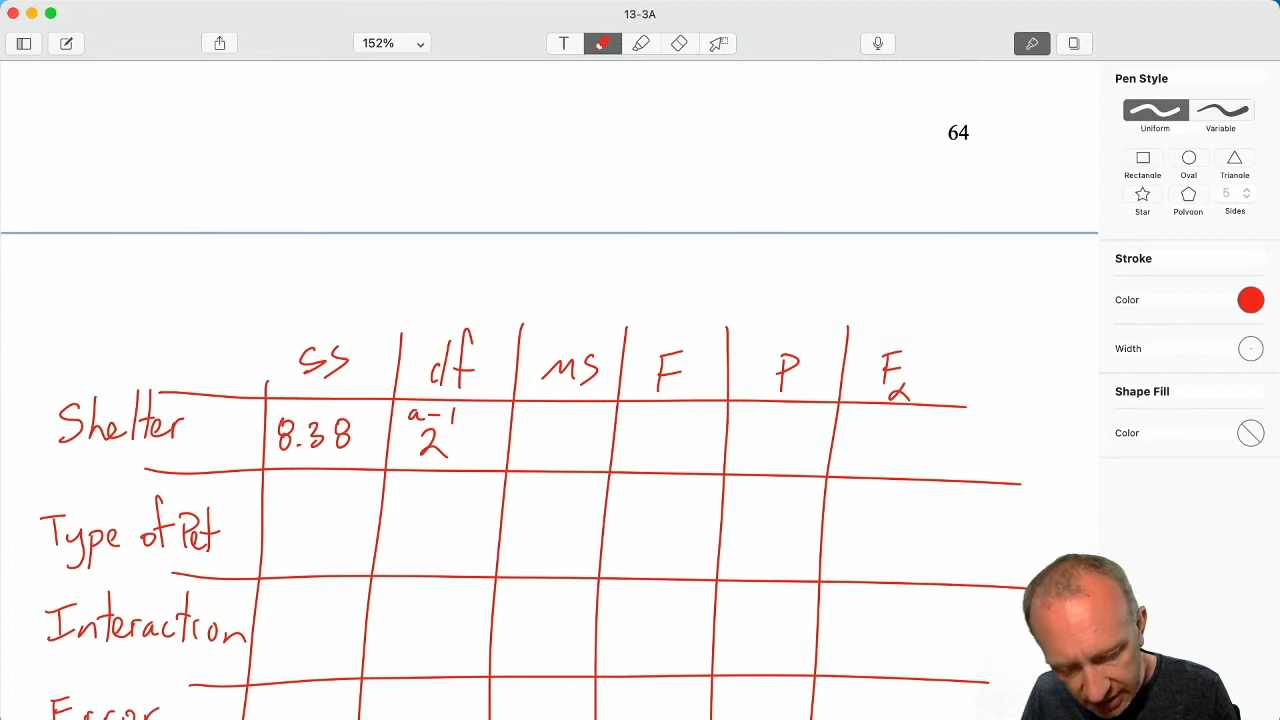 13-3A
152%
T
64
Pen Style
Uniform
Variable
Rectangle
Oval
Triangle
5
Star
Polygon
Sides
Stroke
Color
Width
Shape Fill
Color
SS df MS F P Fα
Shelter 8.38 a-1
2
Type of Pet
Interaction
Error